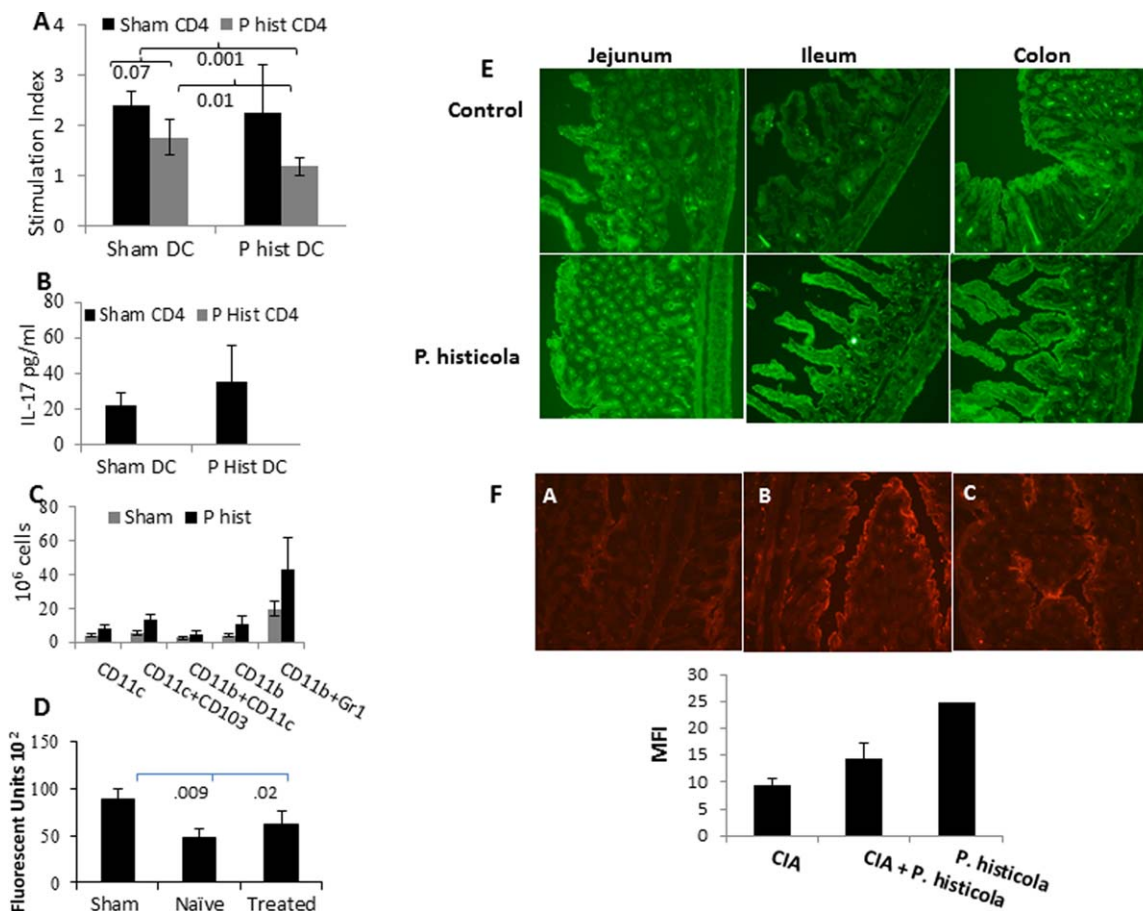 A
Sham CD4 P hist CD4
Stimulation Index
4
3
2
1
0
0.07
0.001
0.01
Sham DC P hist DC
B
Sham CD4 P Hist CD4
IL-17 pg/ml
80
60
40
20
0
Sham DC P Hist DC
C
Sham P hist
10⁶ cells
80
60
40
20
0
CD11c
CD11c+CD103
CD11b+CD11c
CD11b
CD11b+Gr1
D
Fluorescent Units 10²
150
100
50
0
.009 .02
Sham Naïve Treated
E
Jejunum Ileum Colon
Control
P. histicola
F
A B C
MFI
30
25
20
15
10
5
0
CIA
CIA + P. histicola
P. histicola